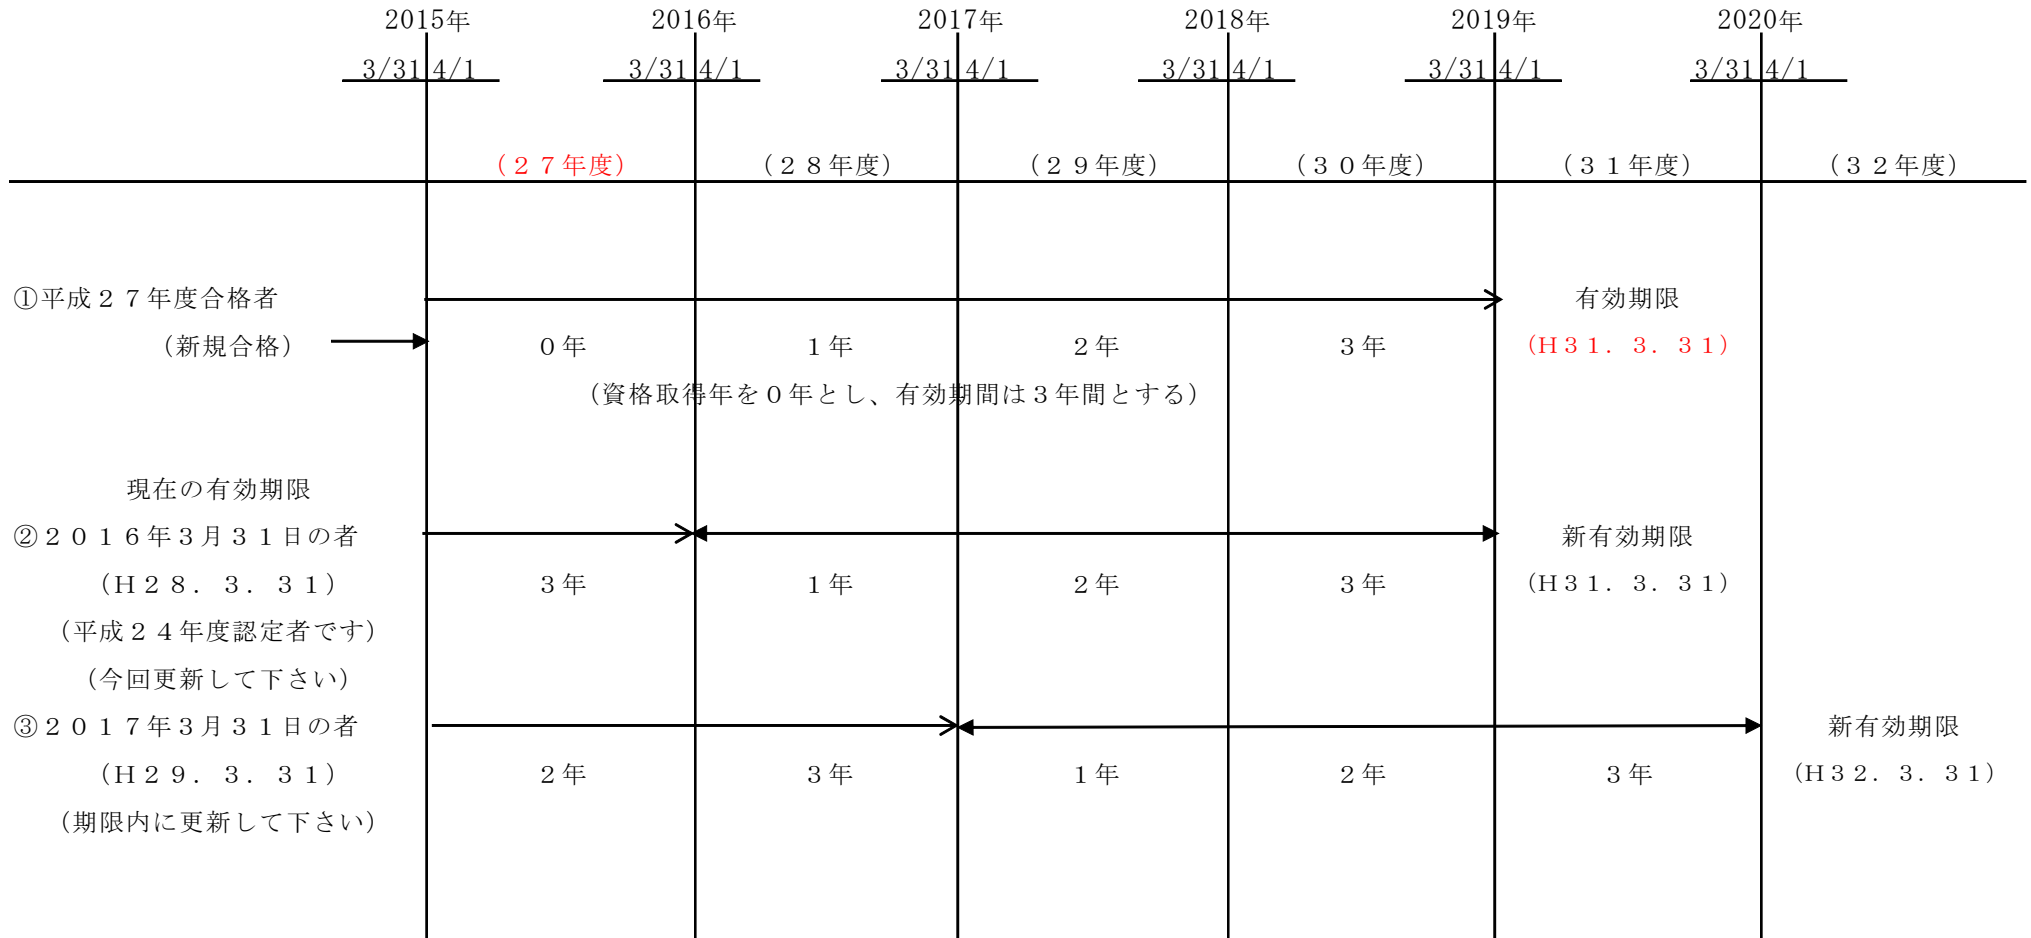 2015年 2016年 2017年 2018年 2019年 2020年
3/31 4/1 3/31 4/1 3/31 4/1 3/31 4/1 3/31 4/1 3/31 4/1
（２７年度） （２８年度） （２９年度） （３０年度） （３１年度） （３２年度）
①平成２７年度合格者 有効期限
（新規合格） ０年 １年 ２年 ３年 （H３１．３．３１）
（資格取得年を０年とし、有効期間は３年間とする）
現在の有効期限
②２０１６年３月３１日の者 新有効期限
（H２８．３．３１） ３年 １年 ２年 ３年 （H３１．３．３１）
（平成２４年度認定者です）
（今回更新して下さい）
③２０１７年３月３１日の者 新有効期限
（H２９．３．３１） ２年 ３年 １年 ２年 ３年 （H３２．３．３１）
（期限内に更新して下さい）